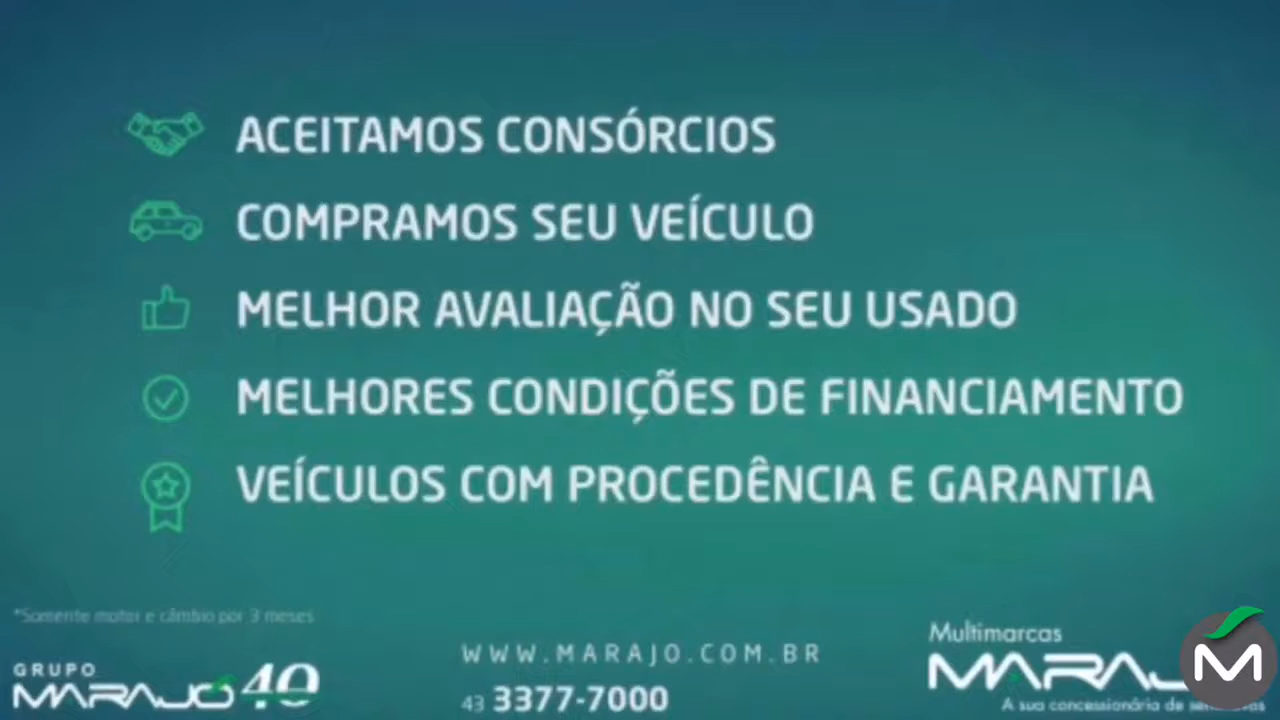 ACEITAMOS CONSÓRCIOS
COMPRAMOS SEU VEÍCULO
MELHOR AVALIAÇÃO NO SEU USADO
MELHORES CONDIÇÕES DE FINANCIAMENTO
VEÍCULOS COM PROCEDÊNCIA E GARANTIA
*Somente motor e câmbio por 3 meses
GRUPO
MARAJÓ 40
WWW.MARAJO.COM.BR
43 3377-7000
Multimarcas
MARAJ
A sua concessionária de
M